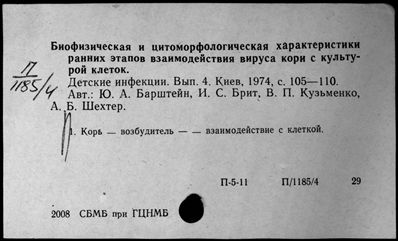 Биофизическая и цитоморфологическая характеристики
ранних этапов взаимодействия вируса кори с культу-
рой клеток.
П
1185/4
Детские инфекции. Вып. 4. Киев, 1974, с. 105—110.
Авт.: Ю. А. Барштейн, И. С. Брит, В. П. Кузьменко,
А. Б. Шехтер.
1. Корь — возбудитель — — взаимодействие с клеткой.
П-5-11 П/1185/4 29
2008 СБМБ при ГЦНМБ